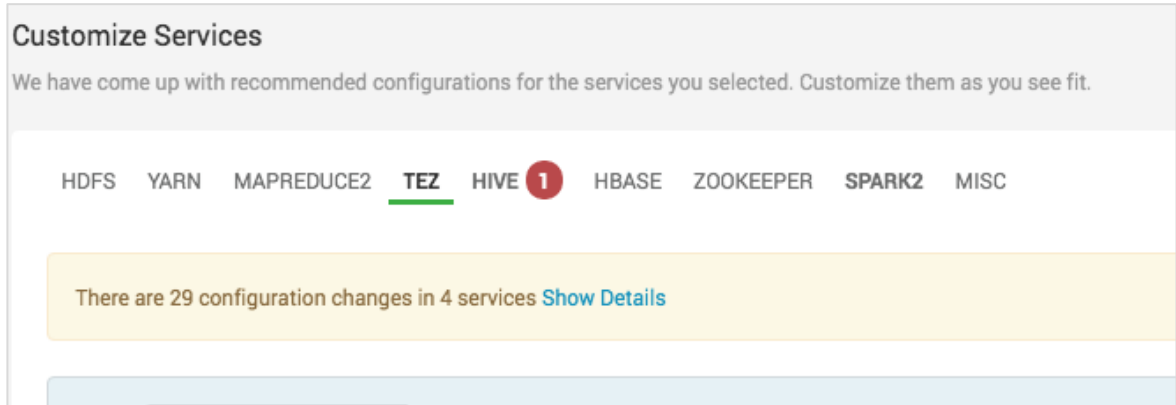 Customize Services
We have come up with recommended configurations for the services you selected. Customize them as you see fit.
HDFS YARN MAPREDUCE2 TEZ HIVE 1 HBASE ZOOKEEPER SPARK2 MISC
There are 29 configuration changes in 4 services Show Details